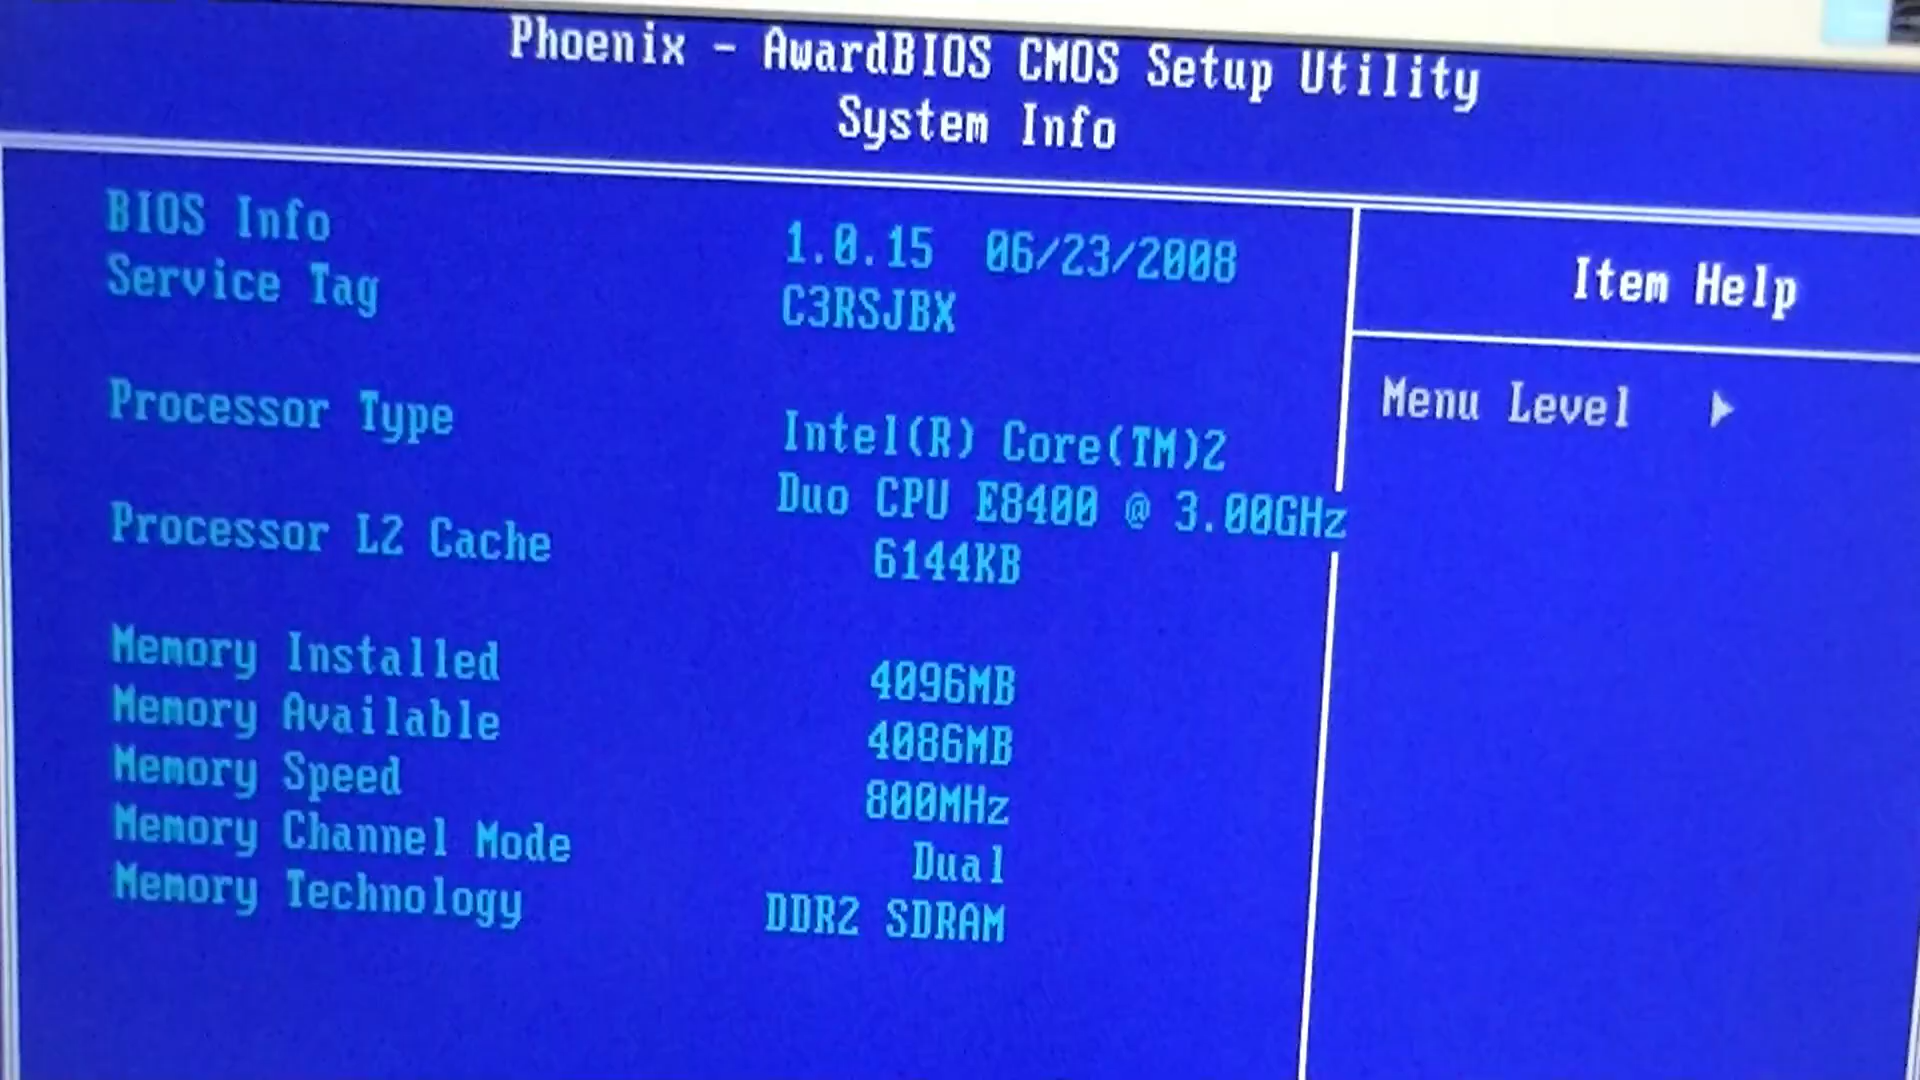 Phoenix - AwardBIOS CMOS Setup Utility
System Info
BIOS Info 1.0.15 06/23/2008
Service Tag C3RSJBX
Processor Type Intel(R) Core(TM)2
Duo CPU E8400 @ 3.00GHz
Processor L2 Cache 6144KB
Memory Installed 4096MB
Memory Available 4086MB
Memory Speed 800MHz
Memory Channel Mode Dual
Memory Technology DDR2 SDRAM
Item Help
Menu Level ▶